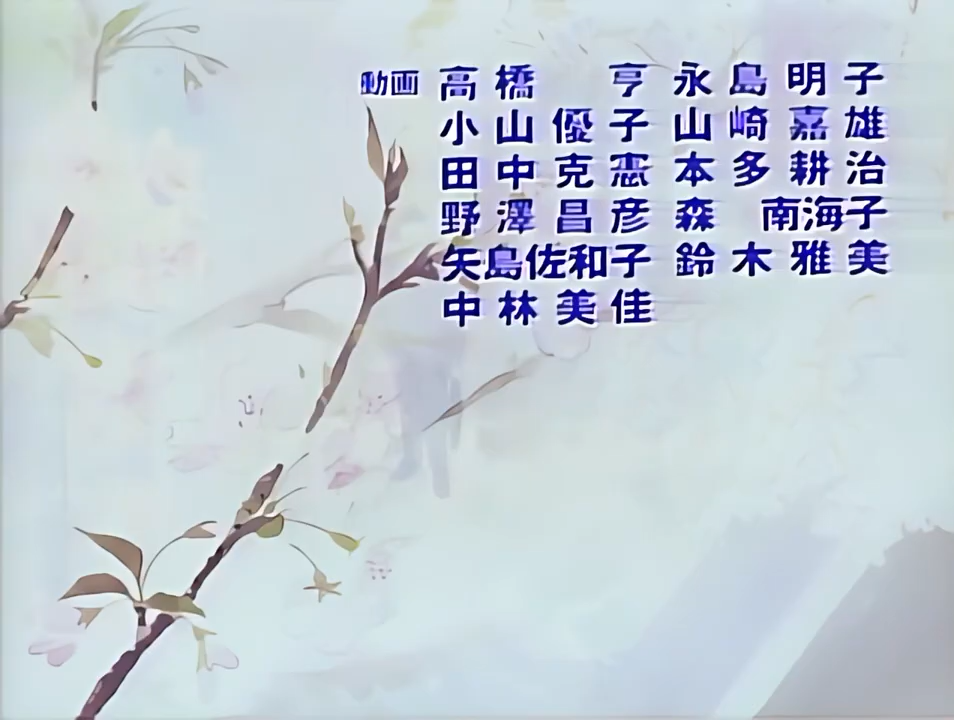 動画 高橋 亨 永島明子
小山優子 山崎嘉雄
田中克憲 本多耕治
野澤昌彦 森 南海子
矢島佐和子 鈴木雅美
中林美佳